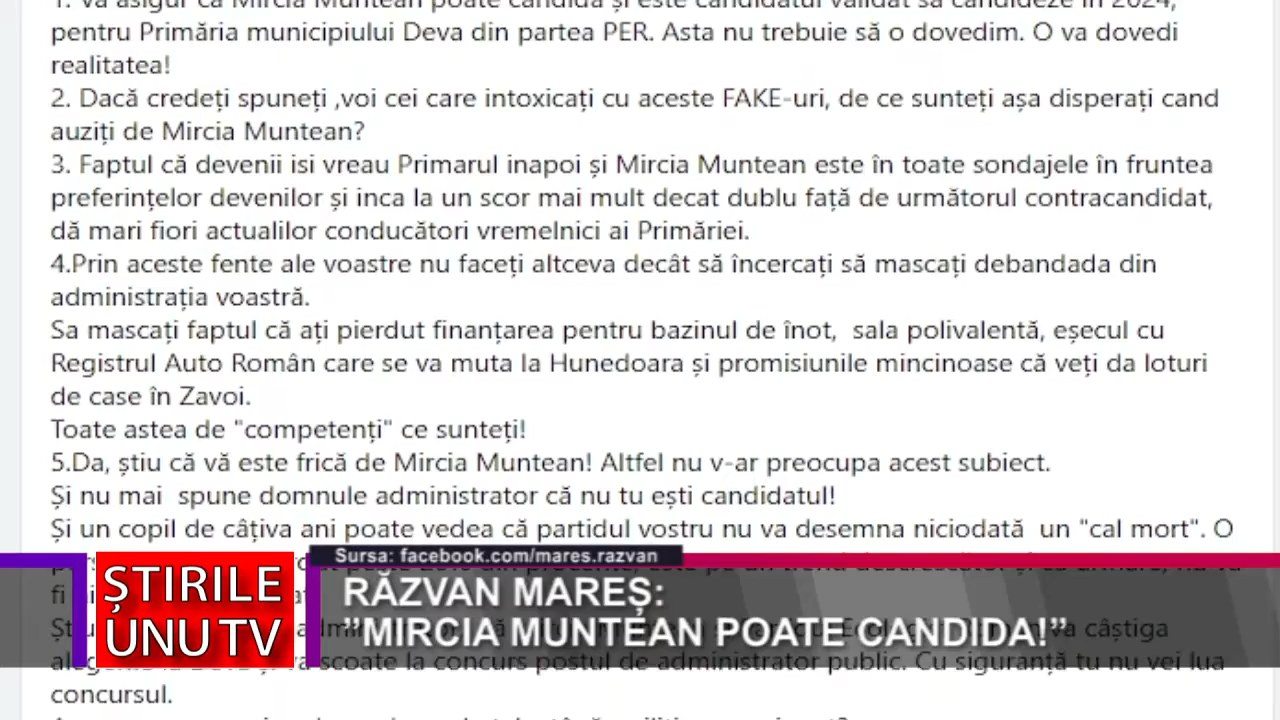 1. Vă asigur că Mircia Muntean poate candida și este candidatul validat să candideze în 2024,
pentru Primăria municipiului Deva din partea PER. Asta nu trebuie să o dovedim. O va dovedi
realitatea!
2. Dacă credeți spuneți ,voi cei care intoxicați cu aceste FAKE-uri, de ce sunteți așa disperați cand
auziți de Mircia Muntean?
3. Faptul că devenii isi vreau Primarul inapoi și Mircia Muntean este în toate sondajele în fruntea
preferințelor devenilor și inca la un scor mai mult decat dublu față de următorul contracandidat,
dă mari fiori actualilor conducători vremelnici ai Primăriei.
4.Prin aceste fente ale voastre nu faceți altceva decât să încercați să mascați debandada din
administrația voastră.
Sa mascați faptul că ați pierdut finanțarea pentru bazinul de înot, sala polivalentă, eșecul cu
Registrul Auto Român care se va muta la Hunedoara și promisiunile mincinoase că veți da loturi
de case în Zavoi.
Toate astea de "competenți" ce sunteți!
5.Da, știu că vă este frică de Mircia Muntean! Altfel nu v-ar preocupa acest subiect.
Și nu mai spune domnule administrator că nu tu ești candidatul!
Și un copil de câțiva ani poate vedea că partidul vostru nu va desemna niciodată un "cal mort". O
Sursa: facebook.com/mares.razvan
ȘTIRILE
UNU TV
RĂZVAN MAREȘ:
”MIRCIA MUNTEAN POATE CANDIDA!”
va câștiga
scoate la concurs postul de administrator public. Cu siguranță tu nu vei lua
concursul.